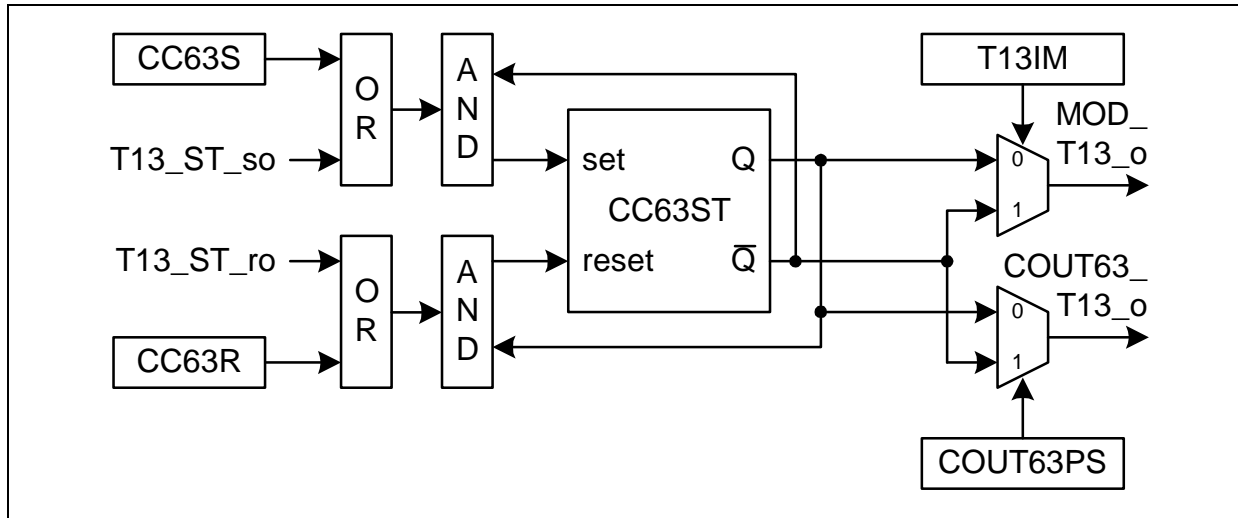 CC63S
T13_ST_so
T13_ST_ro
CC63R
O
R
O
R
A
N
D
A
N
D
set
Q
CC63ST
reset
Q̅
T13IM
0
1
MOD_
T13_o
COUT63_
T13_o
0
1
COUT63PS